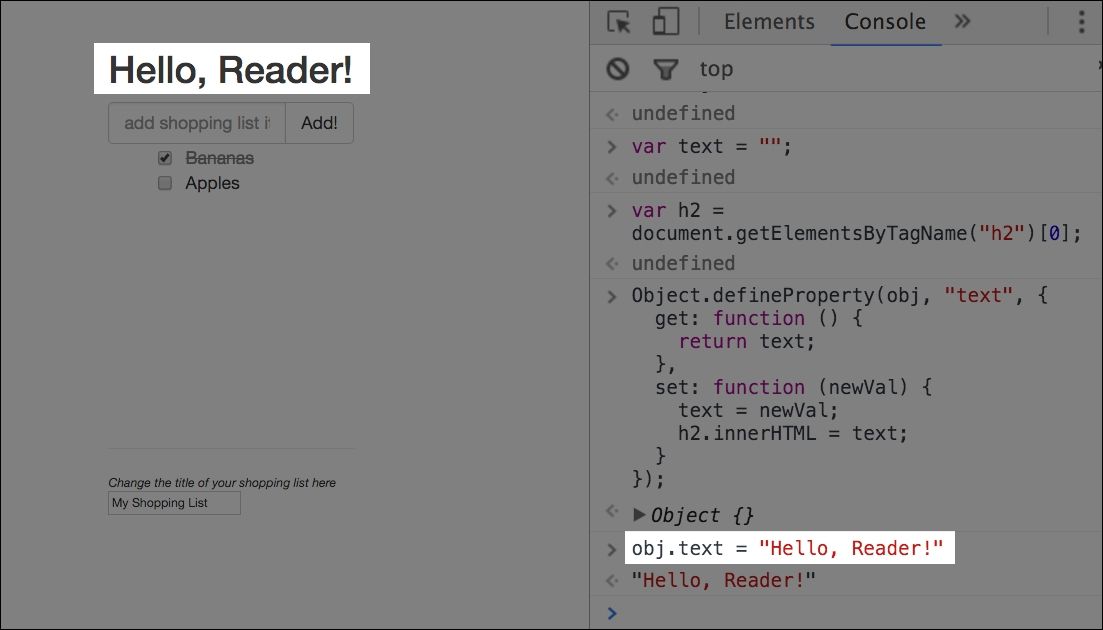 Hello, Reader!
add shopping list i
Add!
Bananas
Apples
Change the title of your shopping list here
My Shopping List
Elements Console »
top
undefined
var text = "";
undefined
var h2 =
document.getElementsByTagName("h2")[0];
undefined
Object.defineProperty(obj, "text", {
get: function () {
return text;
},
set: function (newVal) {
text = newVal;
h2.innerHTML = text;
}
});
Object {}
obj.text = "Hello, Reader!"
"Hello, Reader!"